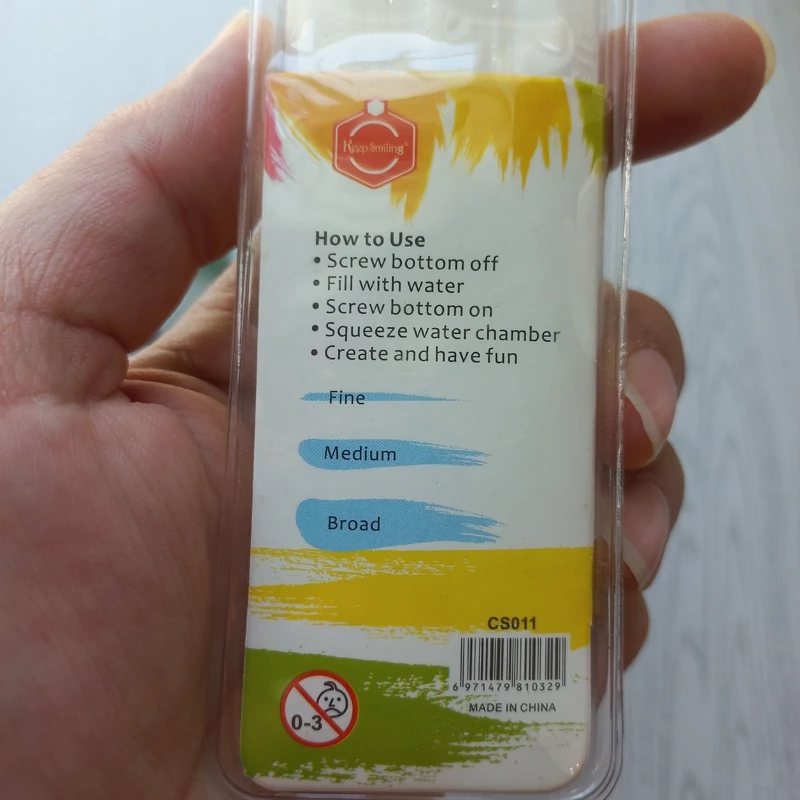 Keep Smiling
How to Use
• Screw bottom off
• Fill with water
• Screw bottom on
• Squeeze water chamber
• Create and have fun
Fine
Medium
Broad
CS011
6 971479 810329
MADE IN CHINA
0-3